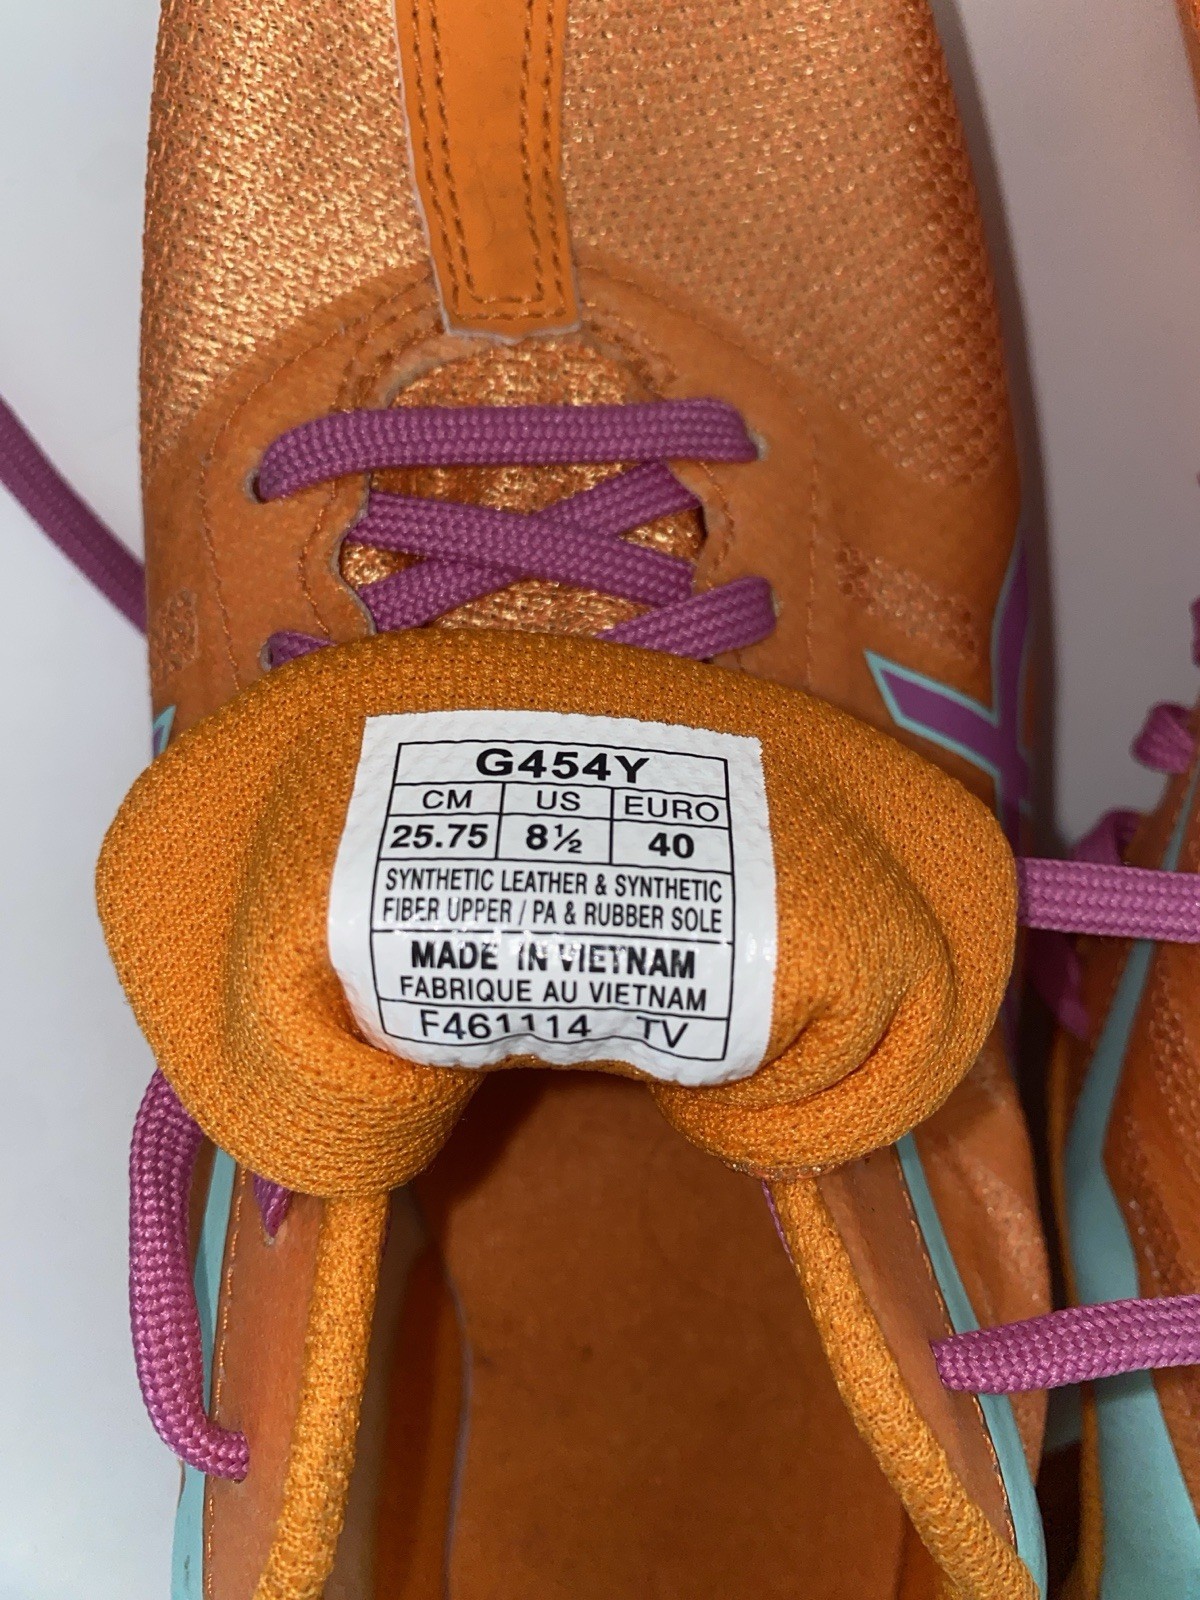 G454Y
CM US EURO
25.75 8½ 40
SYNTHETIC LEATHER & SYNTHETIC
FIBER UPPER / PA & RUBBER SOLE
MADE IN VIETNAM
FABRIQUE AU VIETNAM
F461114 TV